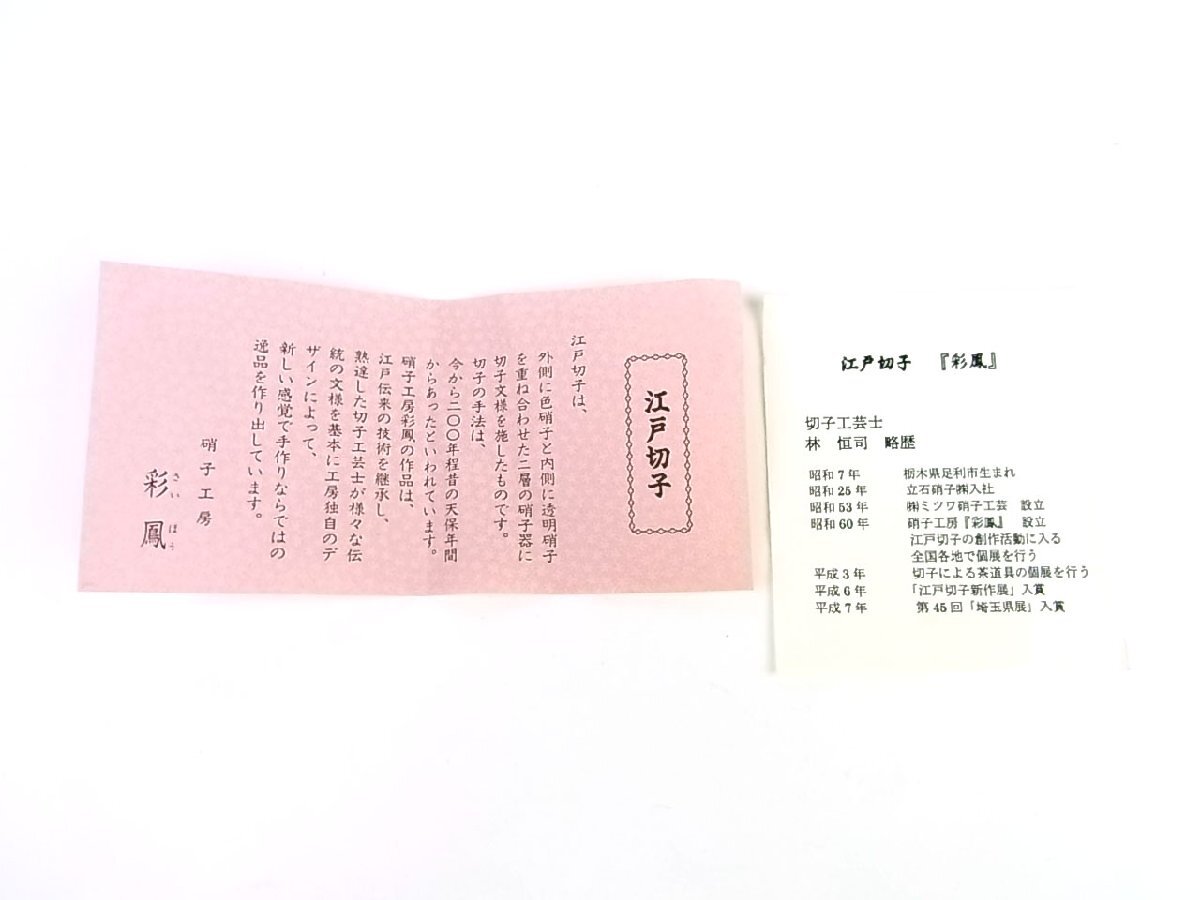 江戸切子
江戸切子は、
外側に色硝子と内側に透明硝子
を重ね合わせた二層の硝子器に
切子文様を施したものです。
切子の手法は、
今から二〇〇年程昔の天保年間
からあったといわれています。
硝子工房彩鳳の作品は、
江戸伝来の技術を継承し、
熟達した切子工芸士が様々な伝
統の文様を基本に工房独自のデ
ザインによって、
新しい感覚で手作りならではの
逸品を作り出しています。
硝子工房
彩鳳
さいほう
江戸切子 『彩鳳』
切子工芸士
林 恒司 略歴
昭和7年 栃木県足利市生まれ
昭和25年 立石硝子㈱入社
昭和53年 ㈱ミツワ硝子工芸 設立
昭和60年 硝子工房『彩鳳』 設立
江戸切子の創作活動に入る
全国各地で個展を行う
平成3年 切子による茶道具の個展を行う
平成6年 「江戸切子新作展」入賞
平成7年 第45回「埼玉県展」入賞